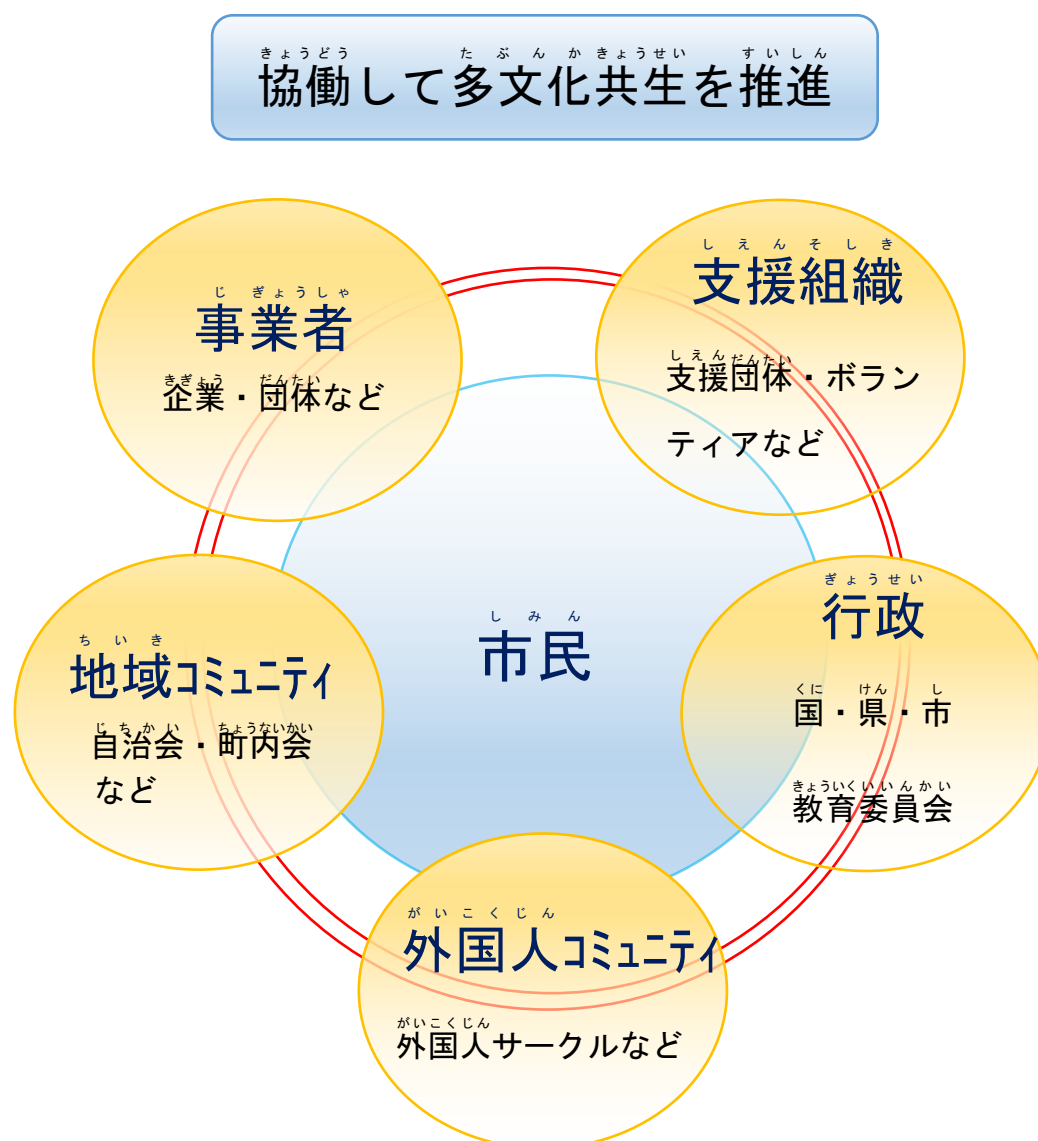 きょうどう たぶんかきょうせい すいしん
協働して多文化共生を推進
じぎょうしゃ
事業者
きぎょう だんたい
企業・団体など
しえんそしき
支援組織
しえんだんたい
支援団体・ボラン
ティアなど
しみん
市民
ちいき
地域コミュニティ
じちかい ちょうないかい
自治会・町内会
など
ぎょうせい
行政
くに けん し
国・県・市
きょういくいいんかい
教育委員会
がいこくじん
外国人コミュニティ
がいこくじん
外国人サークルなど